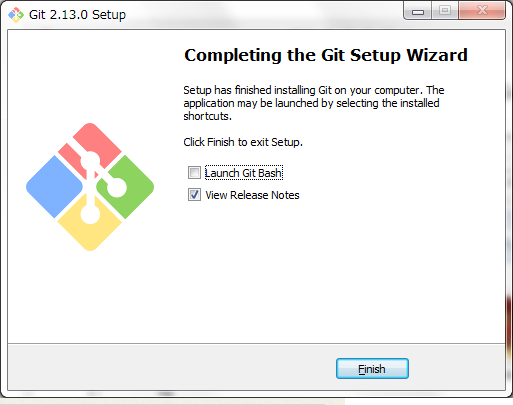 Git 2.13.0 Setup
Completing the Git Setup Wizard
Setup has finished installing Git on your computer. The
application may be launched by selecting the installed
shortcuts.
Click Finish to exit Setup.
Launch Git Bash
View Release Notes
Finish